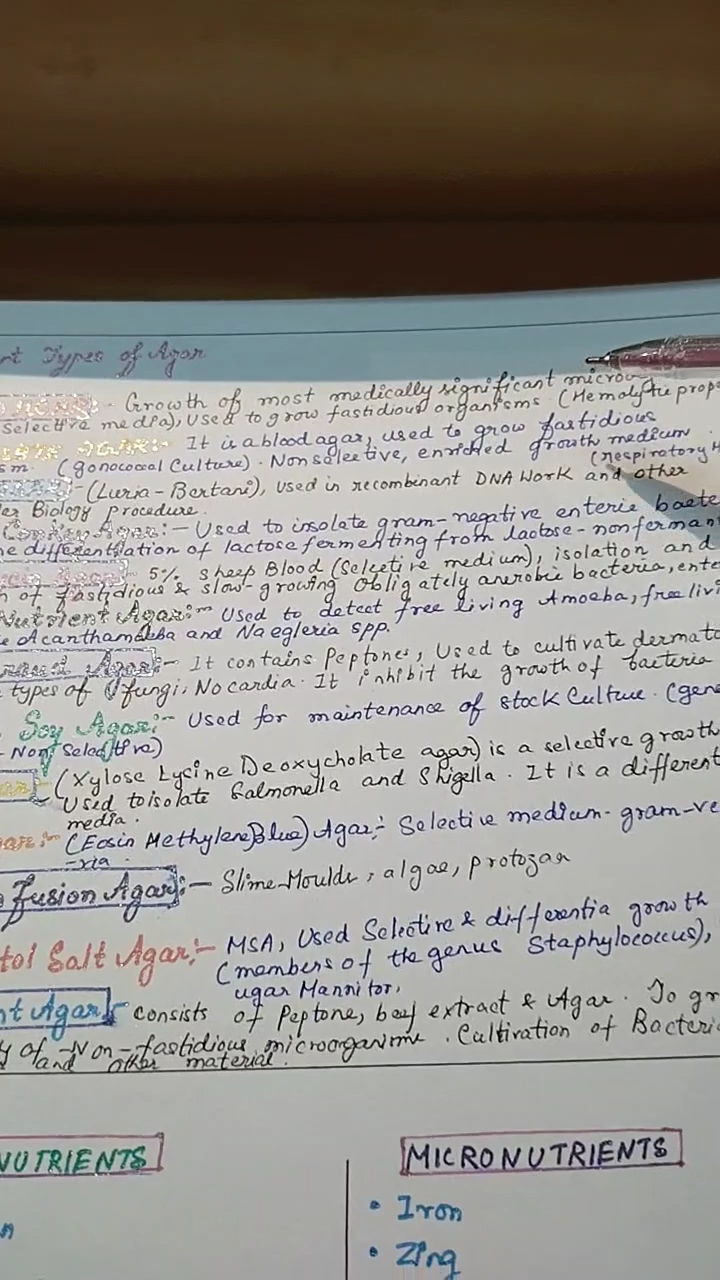 Types of Agar
:- Growth of most medically significant
Selective media), Used to grow fastidious organisms. (Hemolytic prope
It is a blood agar, used to grow fastidious
sm. (gonococal Culture). Nonselective, enriched growth medium
(respiratory H
:- (Luria-Bertani), used in recombinant DNA Work and other
Biology procedure.
Agar:- Used to insolate gram-negative enteric bacte
differentilation of lactose fermenting from lactose-nonferman
:- 5% Sheep Blood (Selective medium), isolation and
h of fastidious & slow-growing Obligately anerobic bacteria, ente
Nutrient Agar:- Used to detect free living Amoeba, free livi
Acanthamoeba and Naegleria spp.
Agar:- It contains Peptones, Used to cultivate dermato
types of fungi, Nocardia. It inhibit the growth of bacteria
Soy Agar:- Used for maintenance of stock Culture. (gene
- Non Selective)
(Xylose Lysine Deoxycholate agar) is a selective growth
Used to isolate Salmonella and Shigella. It is a different
media.
(Eosin Methylene Blue) Agar:- Selective medium-gram-ve
-ria.
Fusion Agar:- Slime-Moulds, algae, protozoa
tol Salt Agar:- MSA, Used Selective & differentia growth
(members of the genus Staphylococcus),
ugar Mannitor.
nt Agar:- consists of Peptone, beef extract & Agar. To gr
y of Non-fastidious microorganime. Cultivation of Bacteri
and other material.
NUTRIENTS
MICRONUTRIENTS
• Iron
• Zinq